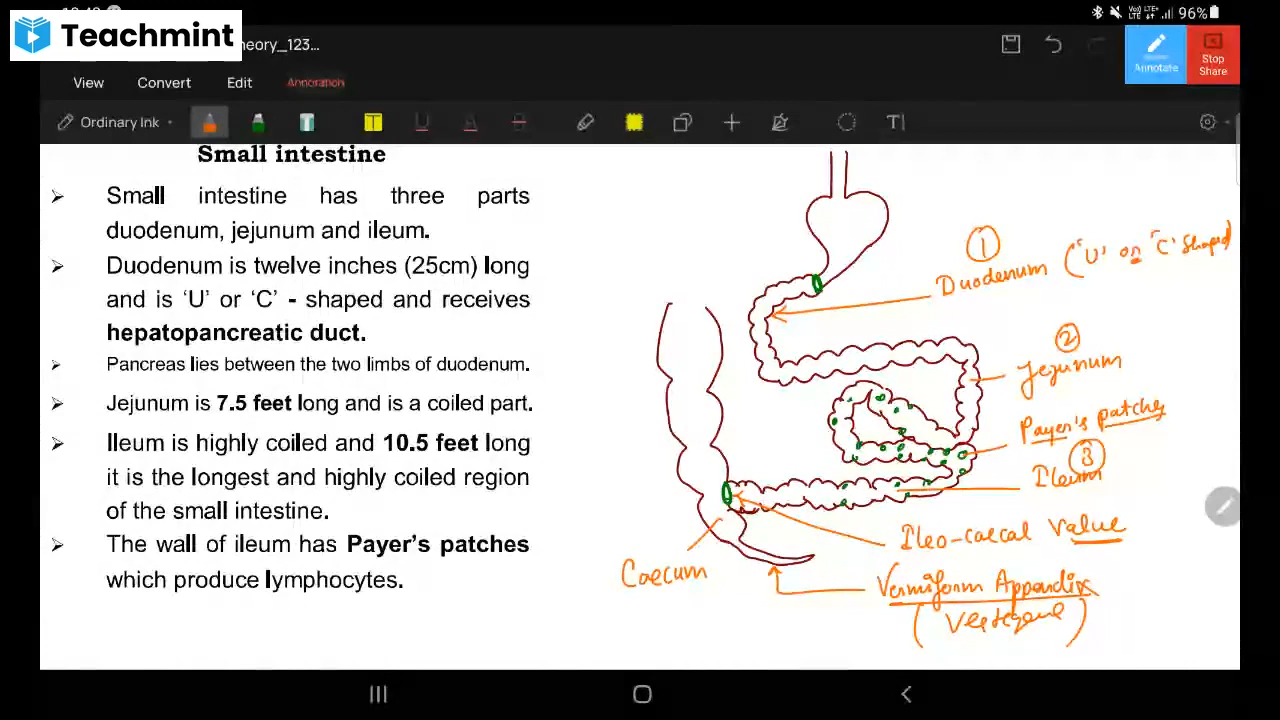 Teachmint
heory_123...
96%
Annotate
Stop
Share
View Convert Edit Annoration
Ordinary Ink
Small intestine
Small intestine has three parts
duodenum, jejunum and ileum.
Duodenum is twelve inches (25cm) long
and is ‘U’ or ‘C’ - shaped and receives
hepatopancreatic duct.
Pancreas lies between the two limbs of duodenum.
Jejunum is 7.5 feet long and is a coiled part.
Ileum is highly coiled and 10.5 feet long
it is the longest and highly coiled region
of the small intestine.
The wall of ileum has Payer’s patches
which produce lymphocytes.
1
Duodenum ('U' or 'C' shaped
2
Jejunum
Payer's patches
3
Ileum
Ileo-caecal Value
Caecum
Vermiform Appendix